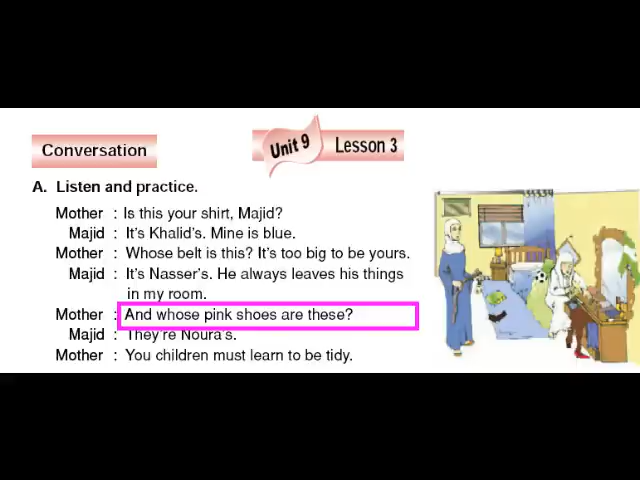 Unit 9 Lesson 3
Conversation
A. Listen and practice.
Mother : Is this your shirt, Majid?
Majid : It's Khalid's. Mine is blue.
Mother : Whose belt is this? It's too big to be yours.
Majid : It's Nasser's. He always leaves his things
in my room.
Mother : And whose pink shoes are these?
Majid : They're Noura's.
Mother : You children must learn to be tidy.